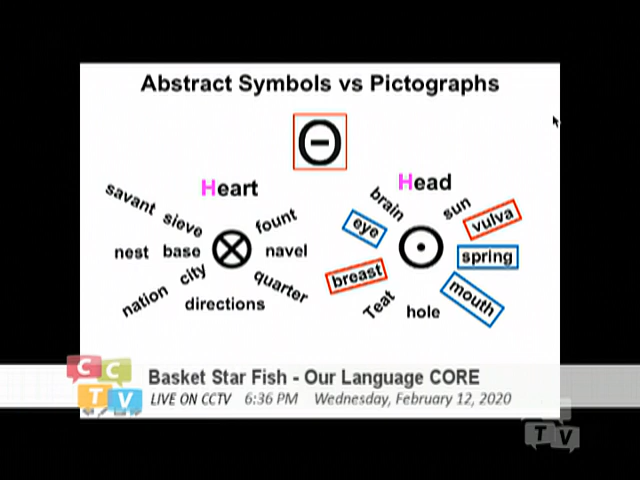 Abstract Symbols vs Pictographs
Θ
Heart
savant
sieve
fount
nest
base
navel
city
nation
quarter
directions
Head
brain
sun
eye
vulva
spring
breast
mouth
Teat
hole
CC
TV
Basket Star Fish - Our Language CORE
LIVE ON CCTV 6:36 PM Wednesday, February 12, 2020
TV